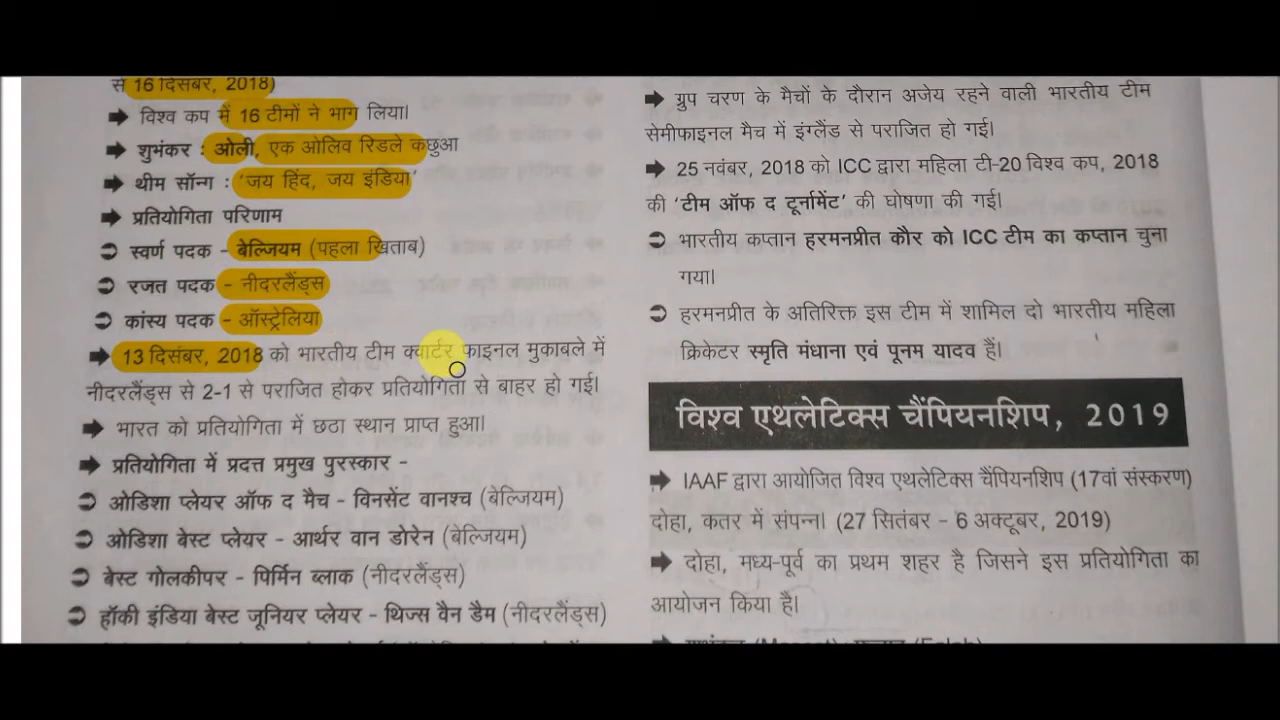 से 16 दिसंबर, 2018)
➡ विश्व कप में 16 टीमों ने भाग लिया।
➡ शुभंकर : ओली, एक ओलिव रिडले कछुआ
➡ थीम सॉन्ग : 'जय हिंद, जय इंडिया'
➡ प्रतियोगिता परिणाम
➲ स्वर्ण पदक - बेल्जियम (पहला खिताब)
➲ रजत पदक - नीदरलैंड्स
➲ कांस्य पदक - ऑस्ट्रेलिया
➡ 13 दिसंबर, 2018 को भारतीय टीम क्वार्टर फाइनल मुकाबले में
नीदरलैंड्स से 2-1 से पराजित होकर प्रतियोगिता से बाहर हो गई।
➡ भारत को प्रतियोगिता में छठा स्थान प्राप्त हुआ।
➡ प्रतियोगिता में प्रदत्त प्रमुख पुरस्कार -
➲ ओडिशा प्लेयर ऑफ द मैच - विनसेंट वानश्च (बेल्जियम)
➲ ओडिशा बेस्ट प्लेयर - आर्थर वान डोरेन (बेल्जियम)
➲ बेस्ट गोलकीपर - पिर्मिन ब्लाक (नीदरलैंड्स)
➲ हॉकी इंडिया बेस्ट जूनियर प्लेयर - थिज्स वैन डैम (नीदरलैंड्स)
➡ ग्रुप चरण के मैचों के दौरान अजेय रहने वाली भारतीय टीम
सेमीफाइनल मैच में इंग्लैंड से पराजित हो गई।
➡ 25 नवंबर, 2018 को ICC द्वारा महिला टी-20 विश्व कप, 2018
की 'टीम ऑफ द टूर्नामेंट' की घोषणा की गई।
➲ भारतीय कप्तान हरमनप्रीत कौर को ICC टीम का कप्तान चुना
गया।
➲ हरमनप्रीत के अतिरिक्त इस टीम में शामिल दो भारतीय महिला
क्रिकेटर स्मृति मंधाना एवं पूनम यादव हैं।
विश्व एथलेटिक्स चैंपियनशिप, 2019
➡ IAAF द्वारा आयोजित विश्व एथलेटिक्स चैंपियनशिप (17वां संस्करण)
दोहा, कतर में संपन्न। (27 सितंबर - 6 अक्टूबर, 2019)
➡ दोहा, मध्य-पूर्व का प्रथम शहर है जिसने इस प्रतियोगिता का
आयोजन किया है।